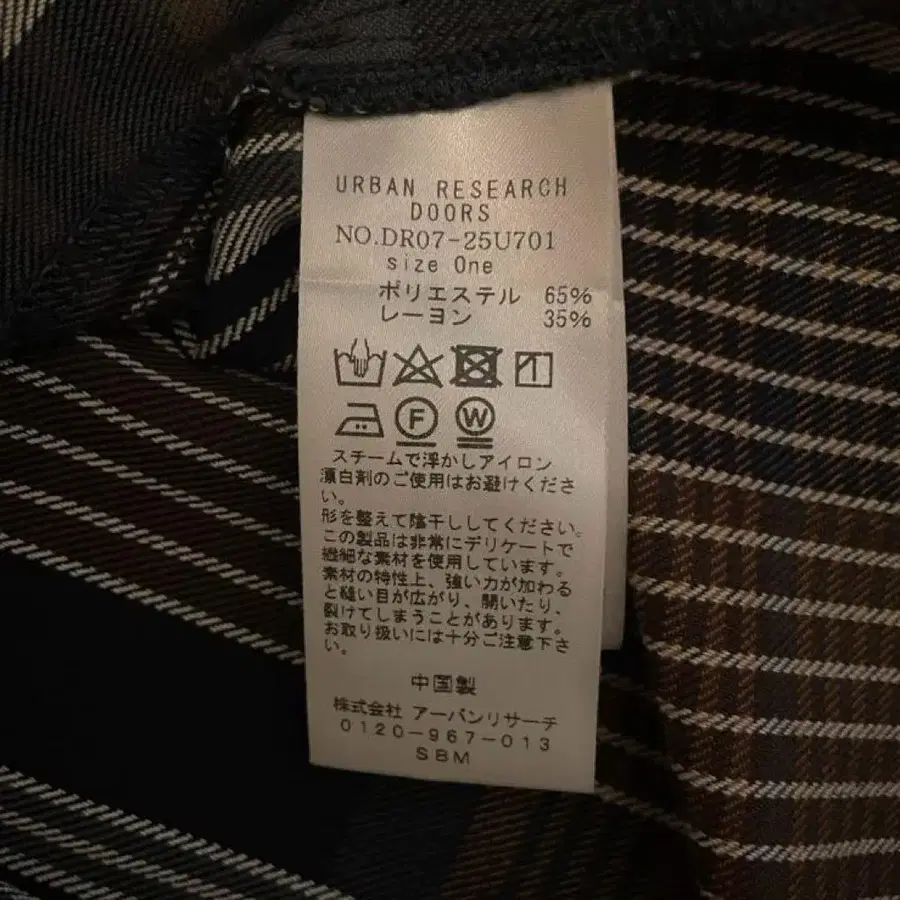 URBAN RESEARCH
DOORS
NO.DR07-25U701
size One
ポリエステル 65%
レーヨン 35%
F W
スチームで浮かしアイロン
漂白剤のご使用はお避けくださ
い。
形を整えて陰干ししてください。
この製品は非常にデリケートで
繊細な素材を使用しています。
素材の特性上、強い力が加わる
と縫い目が広がり、開いたり、
裂けてしまうことがあります。
お取り扱いには十分ご注意下さ
い。
中国製
株式会社 アーバンリサーチ
0120-967-013
SBM